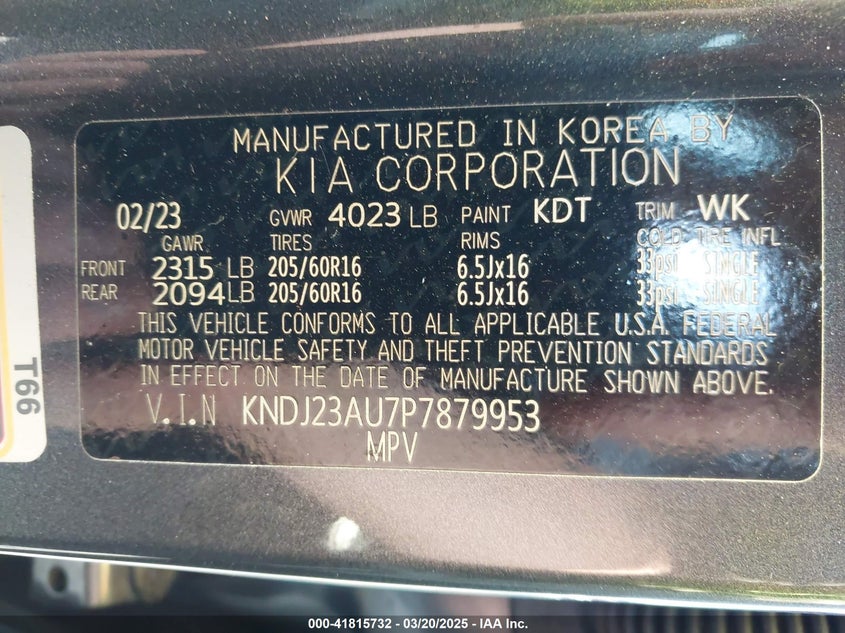 MANUFACTURED IN KOREA BY
KIA CORPORATION
02/23 GVWR 4023 LB PAINT KDT TRIM WK
GAWR TIRES RIMS COLD TIRE INFL
FRONT 2315 LB 205/60R16 6.5Jx16 33psi SINGLE
REAR 2094 LB 205/60R16 6.5Jx16 33psi SINGLE
THIS VEHICLE CONFORMS TO ALL APPLICABLE U.S.A. FEDERAL
MOTOR VEHICLE SAFETY AND THEFT PREVENTION STANDARDS
IN EFFECT ON THE DATE OF MANUFACTURE SHOWN ABOVE.
V.I.N KNDJ23AU7P7879953
MPV
T66
000-41815732 - 03/20/2025 - IAA Inc.